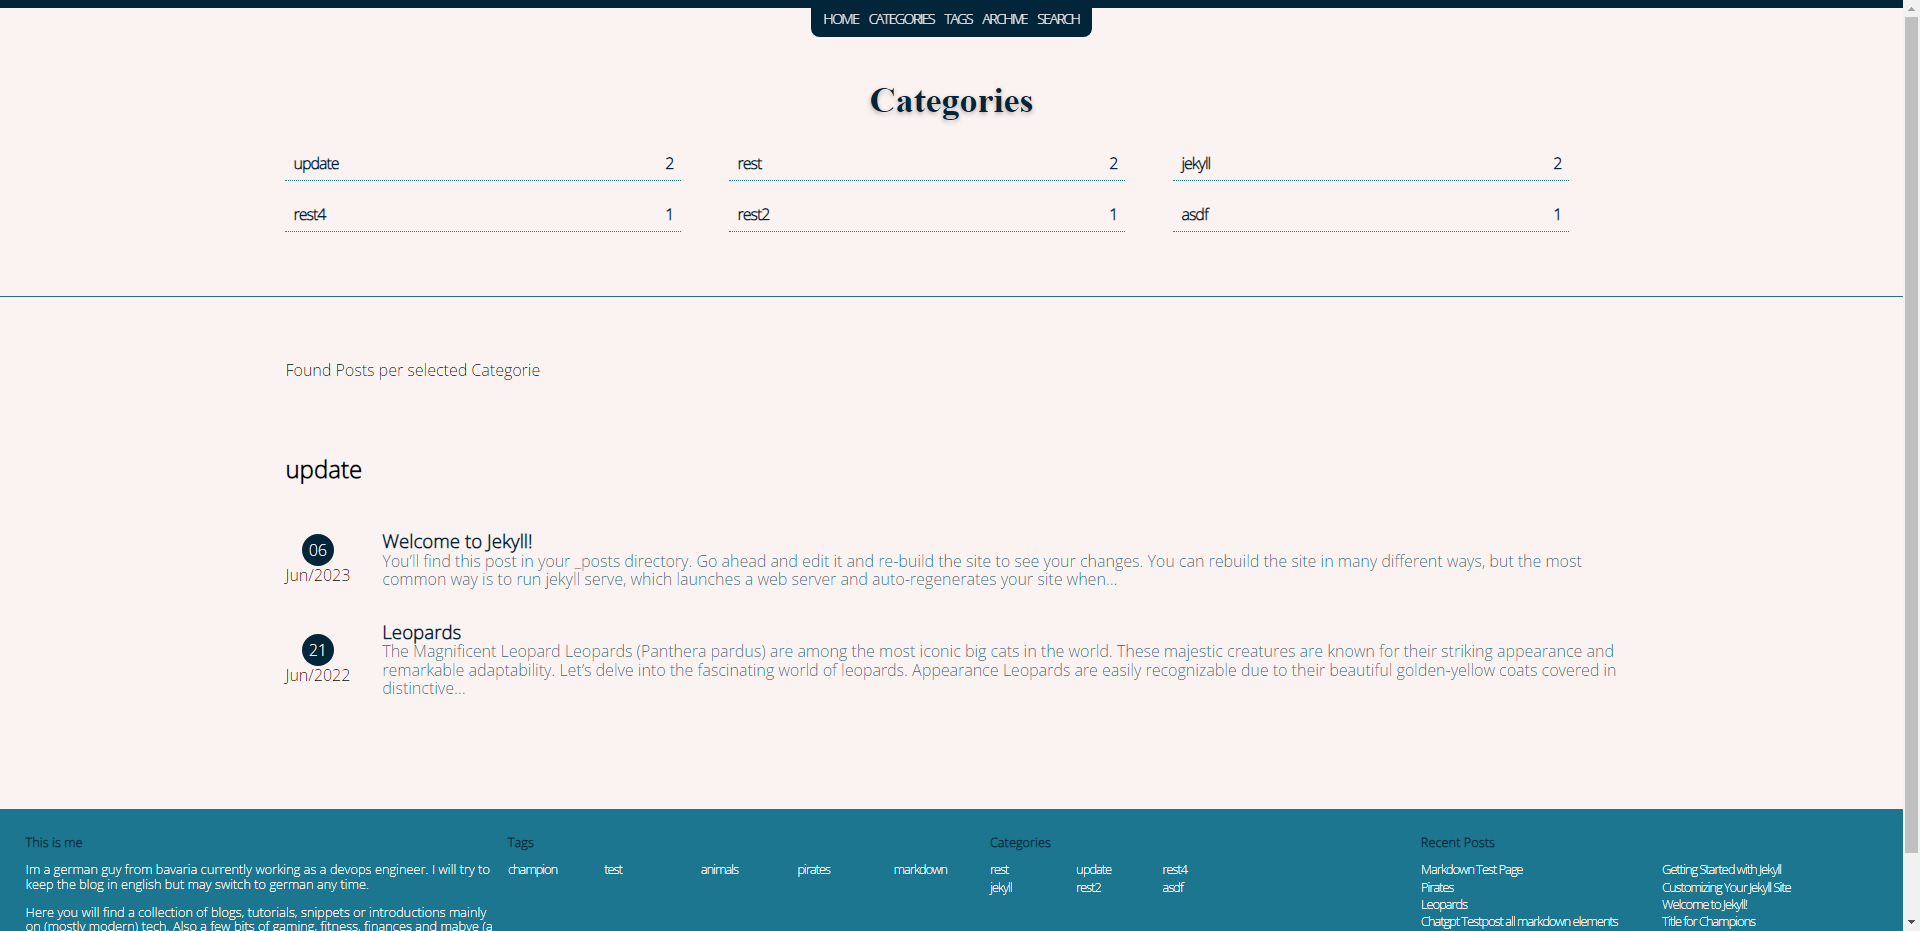 HOME CATEGORIES TAGS ARCHIVE SEARCH
Categories
update 2 rest 2 jekyll 2
rest4 1 rest2 1 asdf 1
Found Posts per selected Categorie
update
06
Jun/2023
Welcome to Jekyll!
You’ll find this post in your _posts directory. Go ahead and edit it and re-build the site to see your changes. You can rebuild the site in many different ways, but the most
common way is to run jekyll serve, which launches a web server and auto-regenerates your site when...
21
Jun/2022
Leopards
The Magnificent Leopard Leopards (Panthera pardus) are among the most iconic big cats in the world. These majestic creatures are known for their striking appearance and
remarkable adaptability. Let’s delve into the fascinating world of leopards. Appearance Leopards are easily recognizable due to their beautiful golden-yellow coats covered in
distinctive...
This is me
Im a german guy from bavaria currently working as a devops engineer. I will try to
keep the blog in english but may switch to german any time.
Here you will find a collection of blogs, tutorials, snippets or introductions mainly
on (mostly modern) tech. Also a few bits of gaming, fitness, finances and maybe (a
Tags
champion test animals pirates markdown
Categories
rest update rest4
jekyll rest2 asdf
Recent Posts
Markdown Test Page
Pirates
Leopards
Chatgpt Testpost all markdown elements
Getting Started with Jekyll
Customizing Your Jekyll Site
Welcome to Jekyll!
Title for Champions